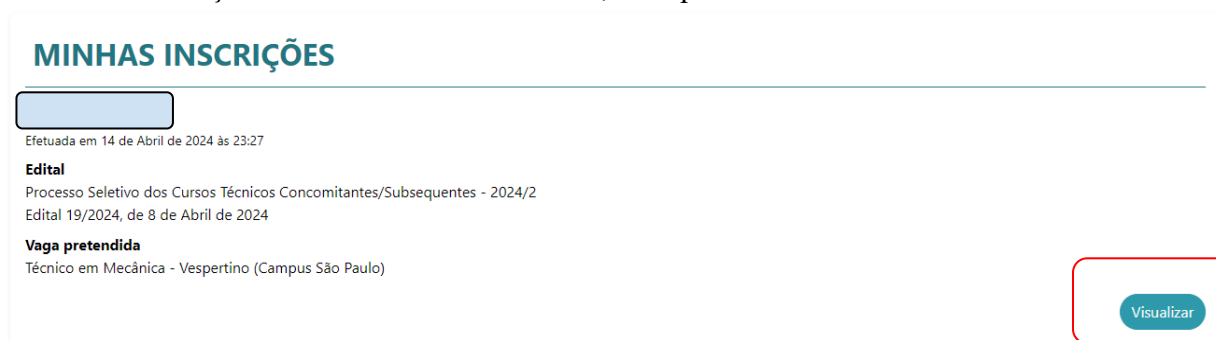 MINHAS INSCRIÇÕES
Efetuada em 14 de Abril de 2024 às 23:27
Edital
Processo Seletivo dos Cursos Técnicos Concomitantes/Subsequentes - 2024/2
Edital 19/2024, de 8 de Abril de 2024
Vaga pretendida
Técnico em Mecânica - Vespertino (Campus São Paulo)
Visualizar